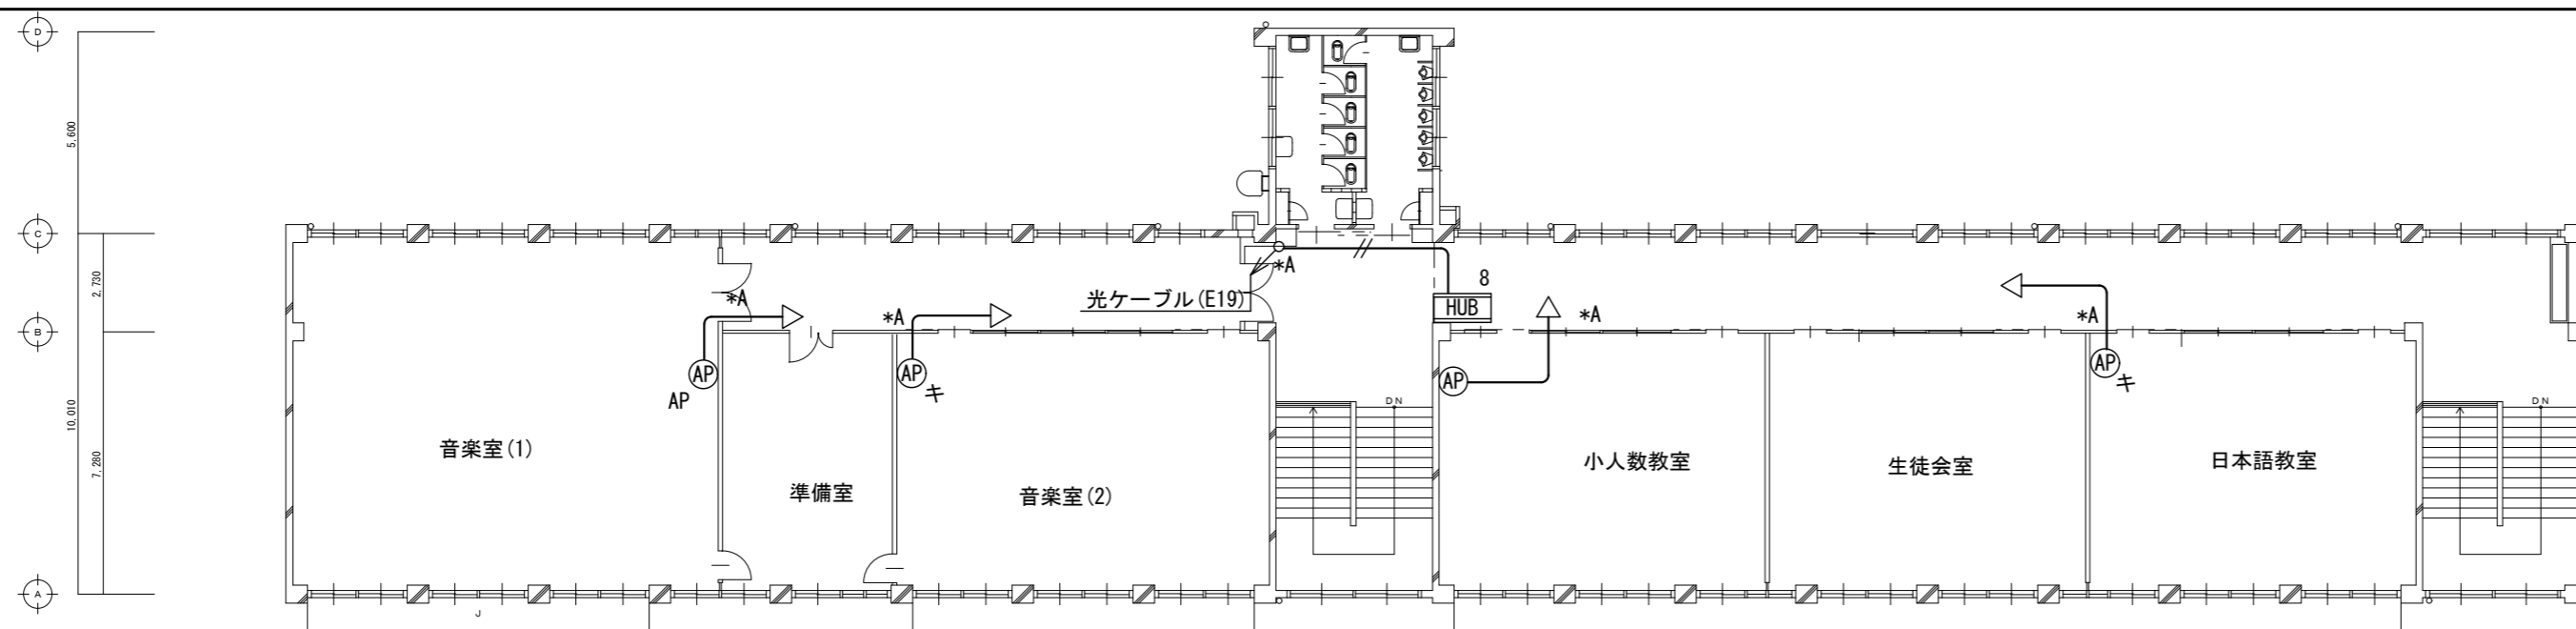 D
5,600
C
2,730
B
10,010
7,280
A
*A
*A
光ケーブル(E19)
*A
8
HUB
*A
*A
AP
AP
AP
キ
AP
AP
キ
DN
DN
音楽室(1)
準備室
音楽室(2)
小人数教室
生徒会室
日本語教室
J